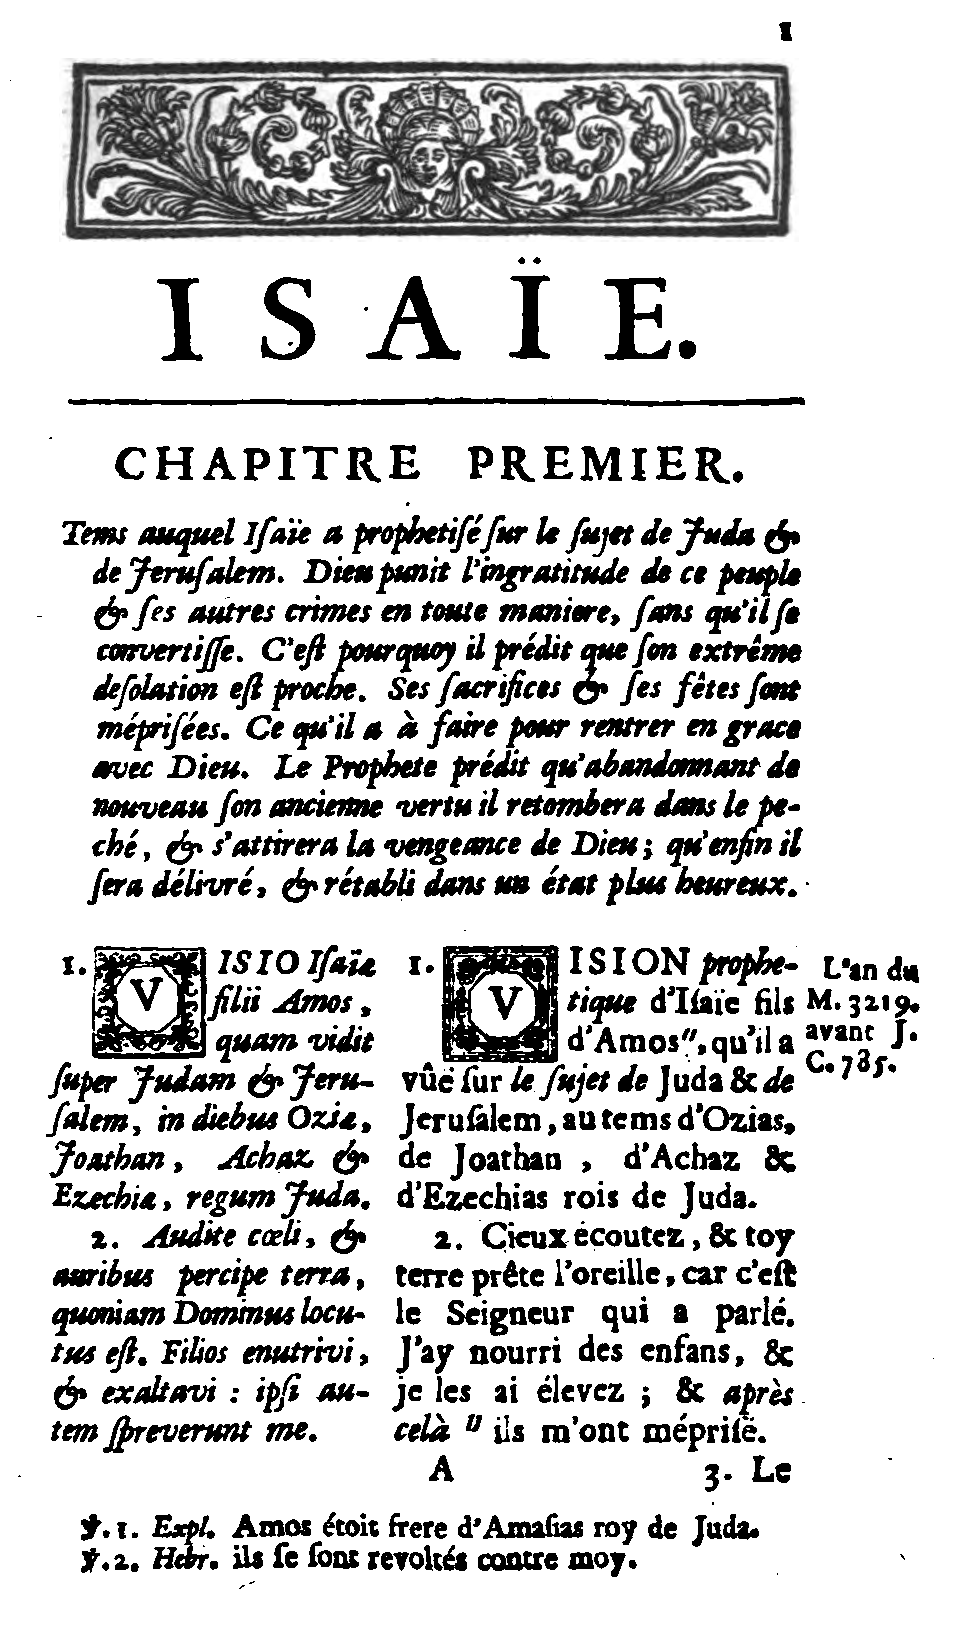 1
ISAÏE.
CHAPITRE PREMIER.
Tems auquel Iſaïe a prophetiſé ſur le ſujet de Juda &
de Jeruſalem. Dieu punit l'ingratitude de ce peuple
& ſes autres crimes en toute maniere, ſans qu'il ſe
convertiſſe. C'eſt pourquoy il prédit que ſon extrême
deſolation eſt proche. Ses ſacrifices & ſes fêtes ſont
mépriſées. Ce qu'il a à faire pour rentrer en grace
avec Dieu. Le Prophete prédit qu'abandonnant de
nouveau ſon ancienne vertu il retombera dans le pe-
ché, & s'attirera la vengeance de Dieu; qu'enfin il
ſera délivré, & rétabli dans un état plus heureux.
1. VISIO Iſaïæ
filii Amos,
quam vidit
ſuper Judam & Jeru-
ſalem, in diebus Oziæ,
Joathan, Achaz &
Ezechiæ, regum Juda.
2. Audite cœli, &
auribus percipe terra,
quoniam Dominus locu-
tus eſt. Filios enutrivi,
& exaltavi : ipſi au-
tem ſpreverunt me.
1. VISION prophe-
tique d'Iſaïe fils
d'Amos", qu'il a
vûë ſur le ſujet de Juda & de
Jeruſalem, au tems d'Ozias,
de Joathan, d'Achaz &
d'Ezechias rois de Juda.
2. Cieux écoutez, & toy
terre prête l'oreille, car c'eſt
le Seigneur qui a parlé.
J'ay nourri des enfans, &
je les ai élevez ; & après
celà " ils m'ont mépriſé.
L'an du
M. 3219.
avant J.
C. 785.
A
3. Le
℣. 1. Expl. Amos étoit frere d'Amaſias roy de Juda.
℣. 2. Hebr. ils ſe ſont revoltés contre moy.